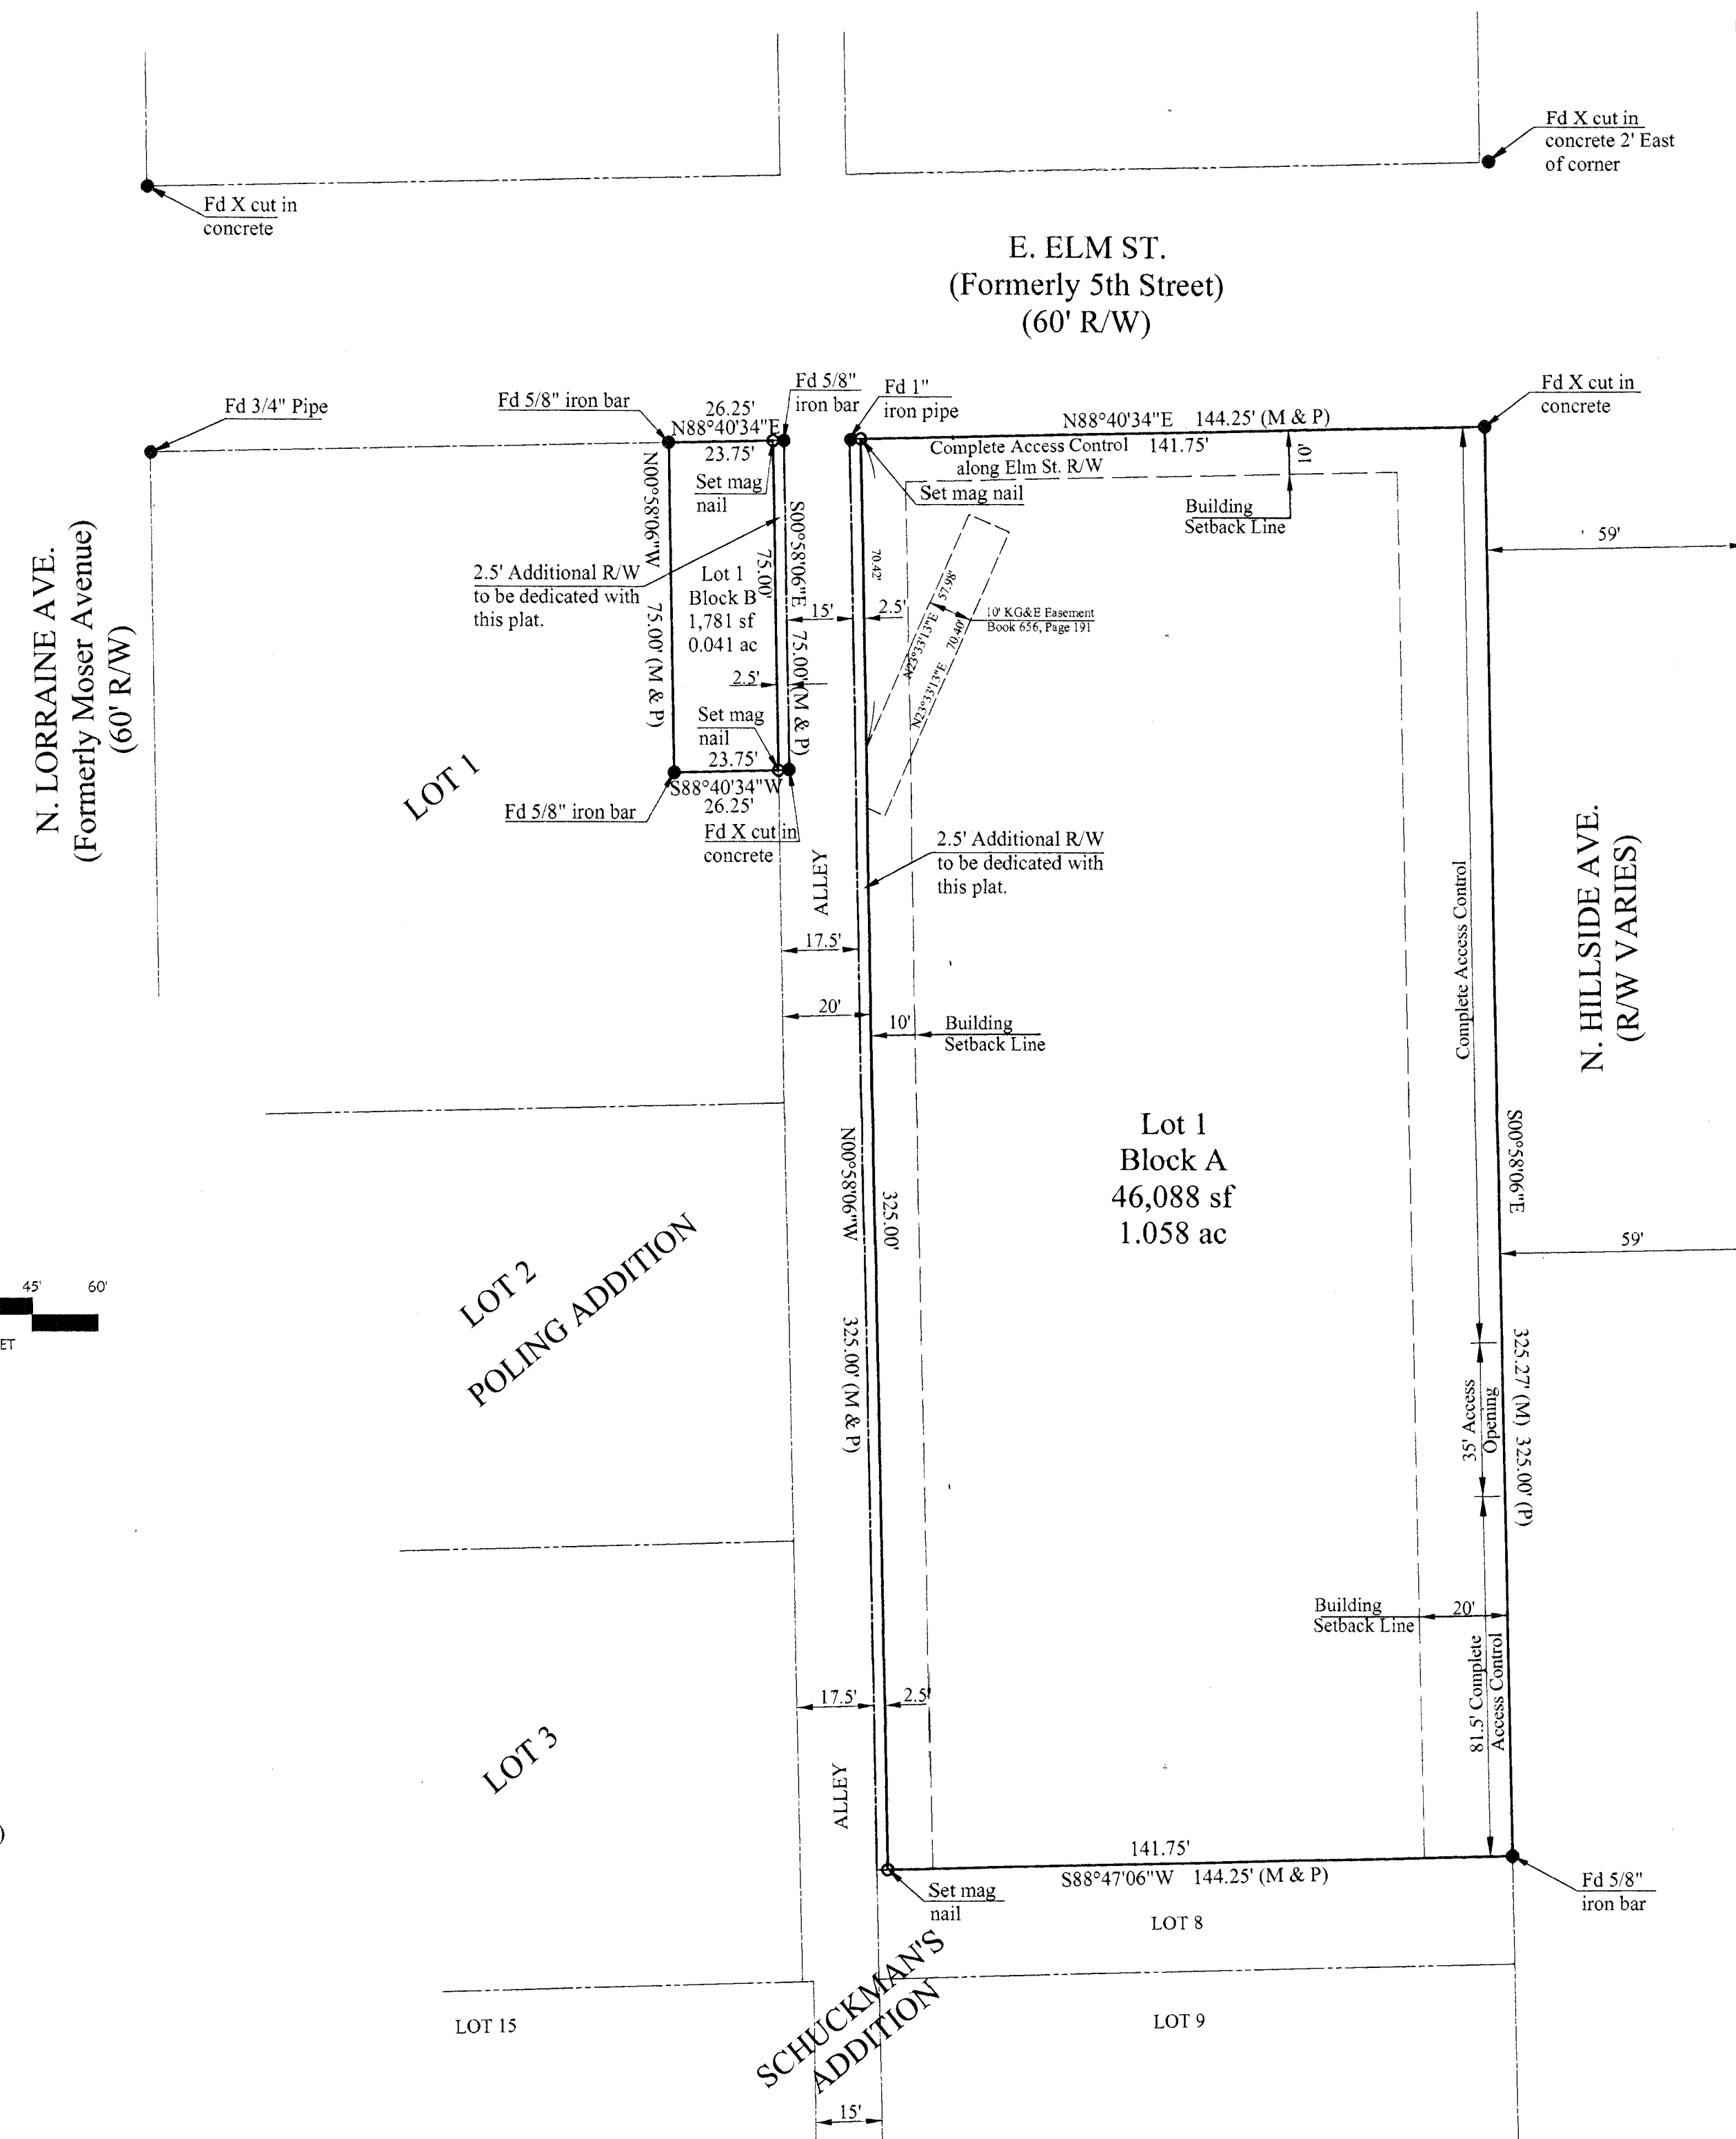 Fd X cut in
concrete 2' East
of corner
Fd X cut in
concrete
E. ELM ST.
(Formerly 5th Street)
(60' R/W)
Fd 3/4" Pipe
Fd 5/8" iron bar
26.25'
N88°40'34"E
23.75'
Fd 5/8"
iron bar
Fd 1"
iron pipe
N88°40'34"E 144.25' (M & P)
Complete Access Control 141.75'
along Elm St. R/W
10'
Fd X cut in
concrete
Set mag
nail
Set mag nail
Building
Setback Line
59'
N. LORRAINE AVE.
(Formerly Moser Avenue)
(60' R/W)
N00°58'06"W 75.00' (M & P)
2.5' Additional R/W
to be dedicated with
this plat.
Lot 1
Block B
1,781 sf
0.041 ac
75.00'
S00°58'06"E 75.00' (M & P)
15'
2.5'
70.42'
N23°33'13"E 57.98'
N23°33'13"E 70.40'
10' KG&E Easement
Book 656, Page 191
2.5'
Set mag
nail
23.75'
S88°40'34"W
26.25'
Fd 5/8" iron bar
Fd X cut in
concrete
LOT 1
2.5' Additional R/W
to be dedicated with
this plat.
ALLEY
17.5'
20'
10'
Building
Setback Line
Complete Access Control
N. HILLSIDE AVE.
(R/W VARIES)
Lot 1
Block A
46,088 sf
1.058 ac
N00°58'06"W
325.00' (M & P)
325.00'
S00°58'06"E
59'
325.27' (M) 325.00' (P)
45' 60'
ET
LOT 2
POLING ADDITION
35' Access
Opening
Building
Setback Line
20'
81.5' Complete
Access Control
17.5'
2.5'
LOT 3
ALLEY
)
141.75'
S88°47'06"W 144.25' (M & P)
Set mag
nail
Fd 5/8"
iron bar
LOT 8
SCHUCKMAN'S
ADDITION
LOT 15
LOT 9
15'